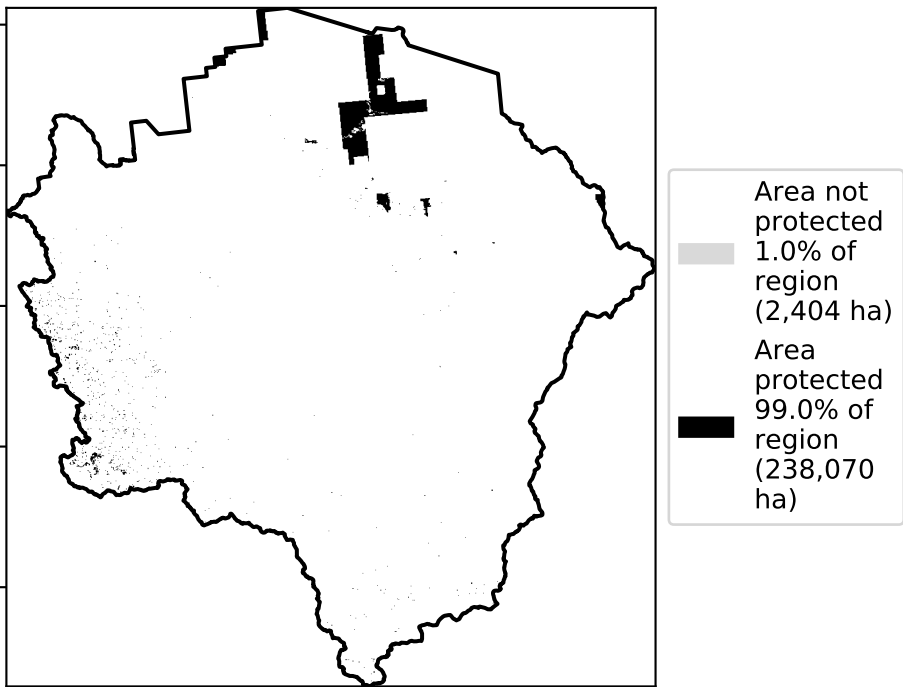 Area not
protected
1.0% of
region
(2,404 ha)
Area
protected
99.0% of
region
(238,070
ha)